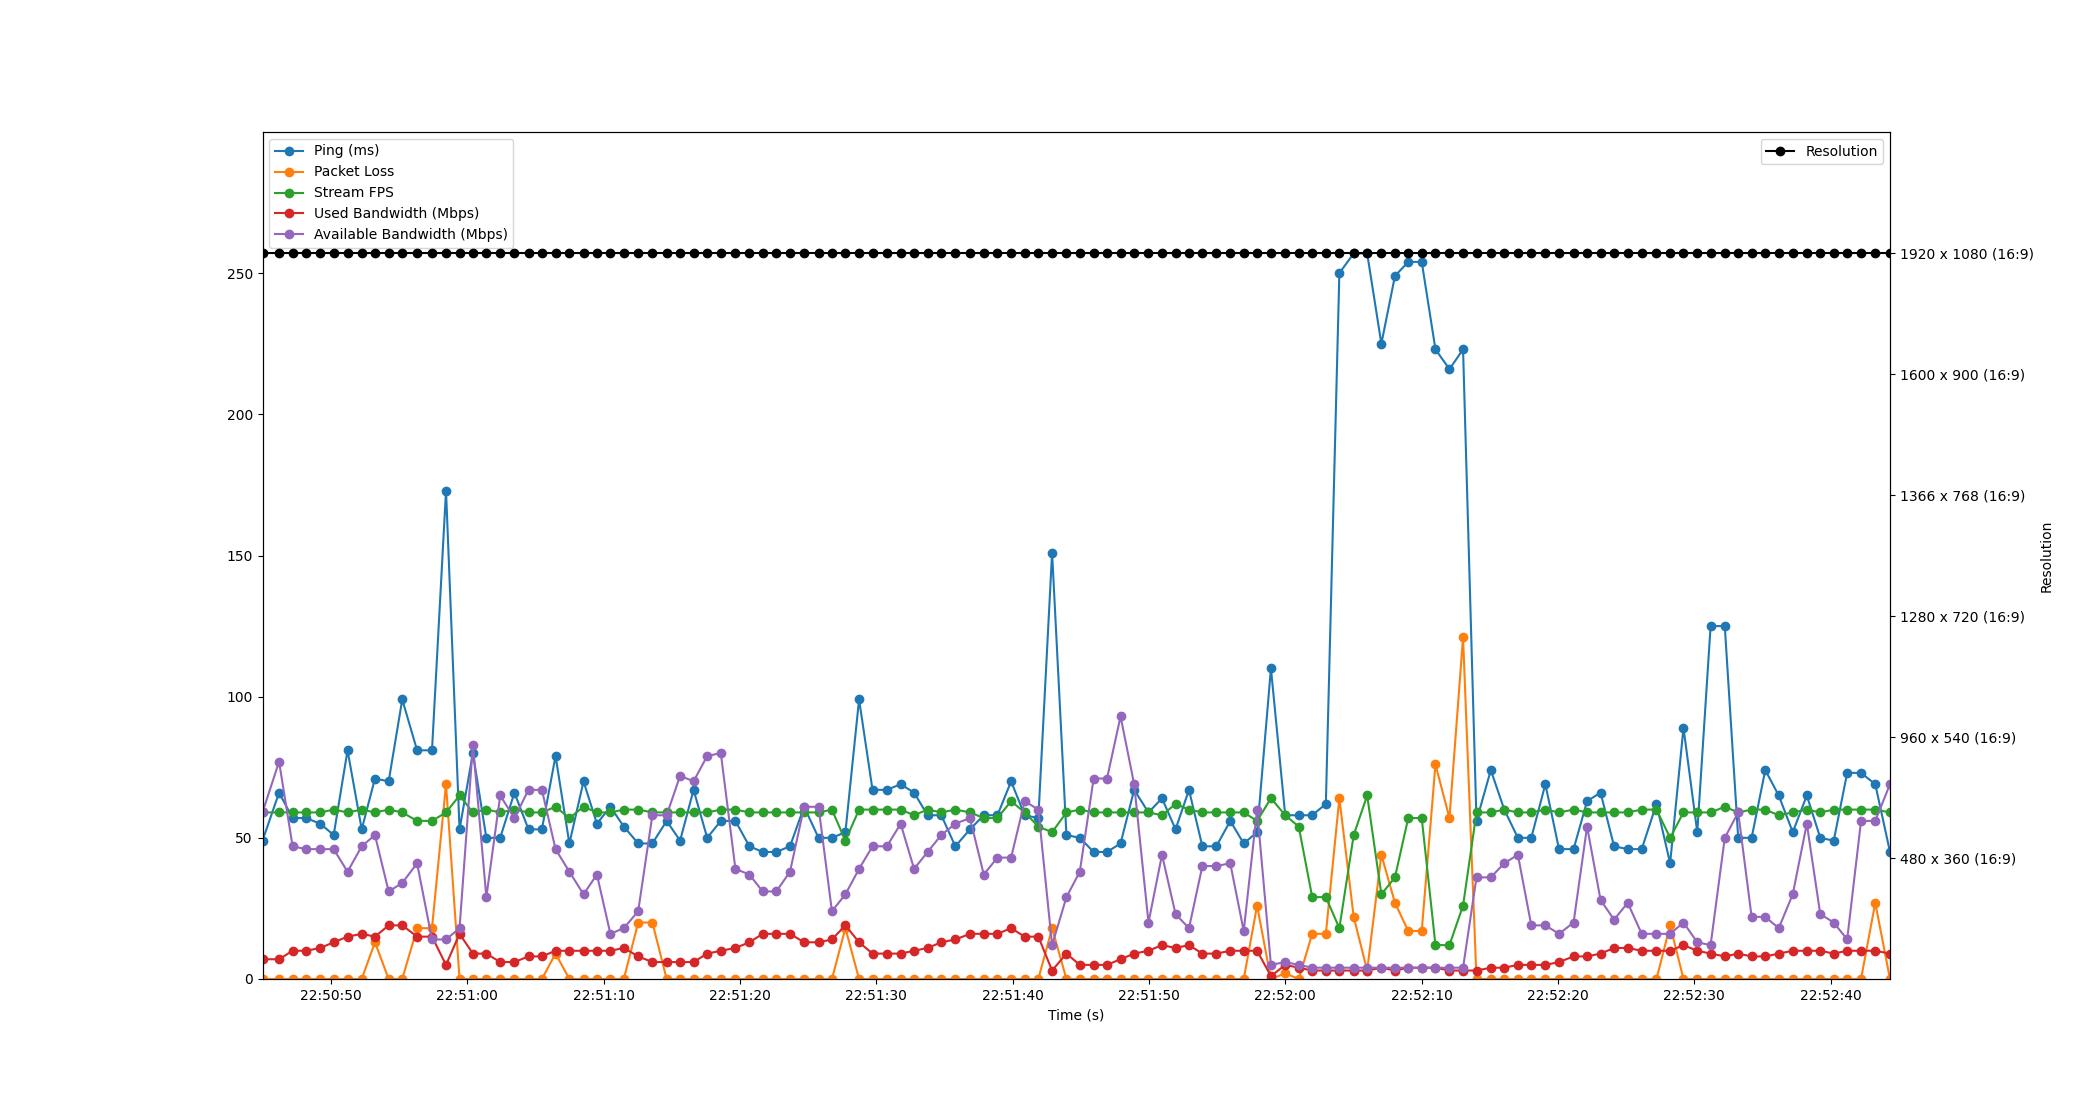 Ping (ms)
Packet Loss
Stream FPS
Used Bandwidth (Mbps)
Available Bandwidth (Mbps)
Resolution
250
200
150
100
50
0
1920 x 1080 (16:9)
1600 x 900 (16:9)
1366 x 768 (16:9)
1280 x 720 (16:9)
960 x 540 (16:9)
480 x 360 (16:9)
Resolution
22:50:50 22:51:00 22:51:10 22:51:20 22:51:30 22:51:40 22:51:50 22:52:00 22:52:10 22:52:20 22:52:30 22:52:40
Time (s)